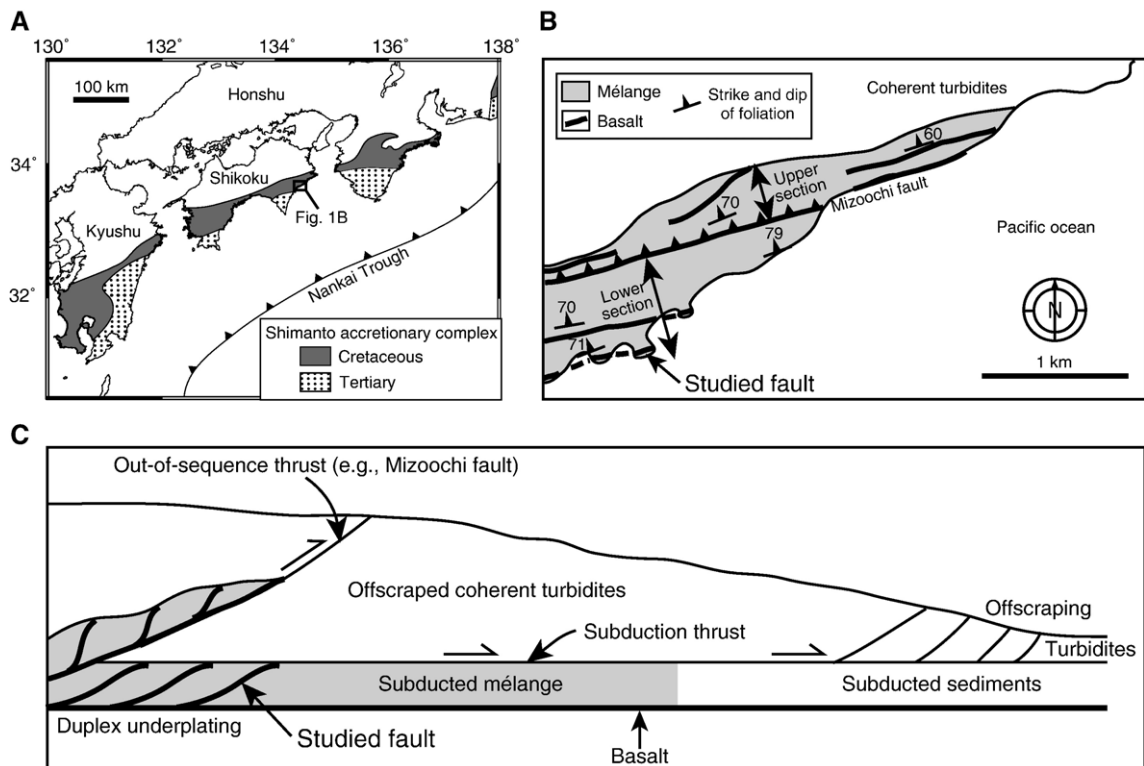 A
130°
132°
134°
136°
138°
100 km
Honshu
34°
Shikoku
Fig. 1B
Kyushu
Nankai Trough
32°
Shimanto accretionary complex
Cretaceous
Tertiary
B
Mélange
Basalt
Strike and dip
of foliation
Coherent turbidites
60
Upper
section
Mizoochi fault
70
79
Pacific ocean
Lower
section
70
71
N
Studied fault
1 km
C
Out-of-sequence thrust (e.g., Mizoochi fault)
Offscraped coherent turbidites
Offscraping
Subduction thrust
Turbidites
Subducted mélange
Subducted sediments
Duplex underplating
Studied fault
Basalt